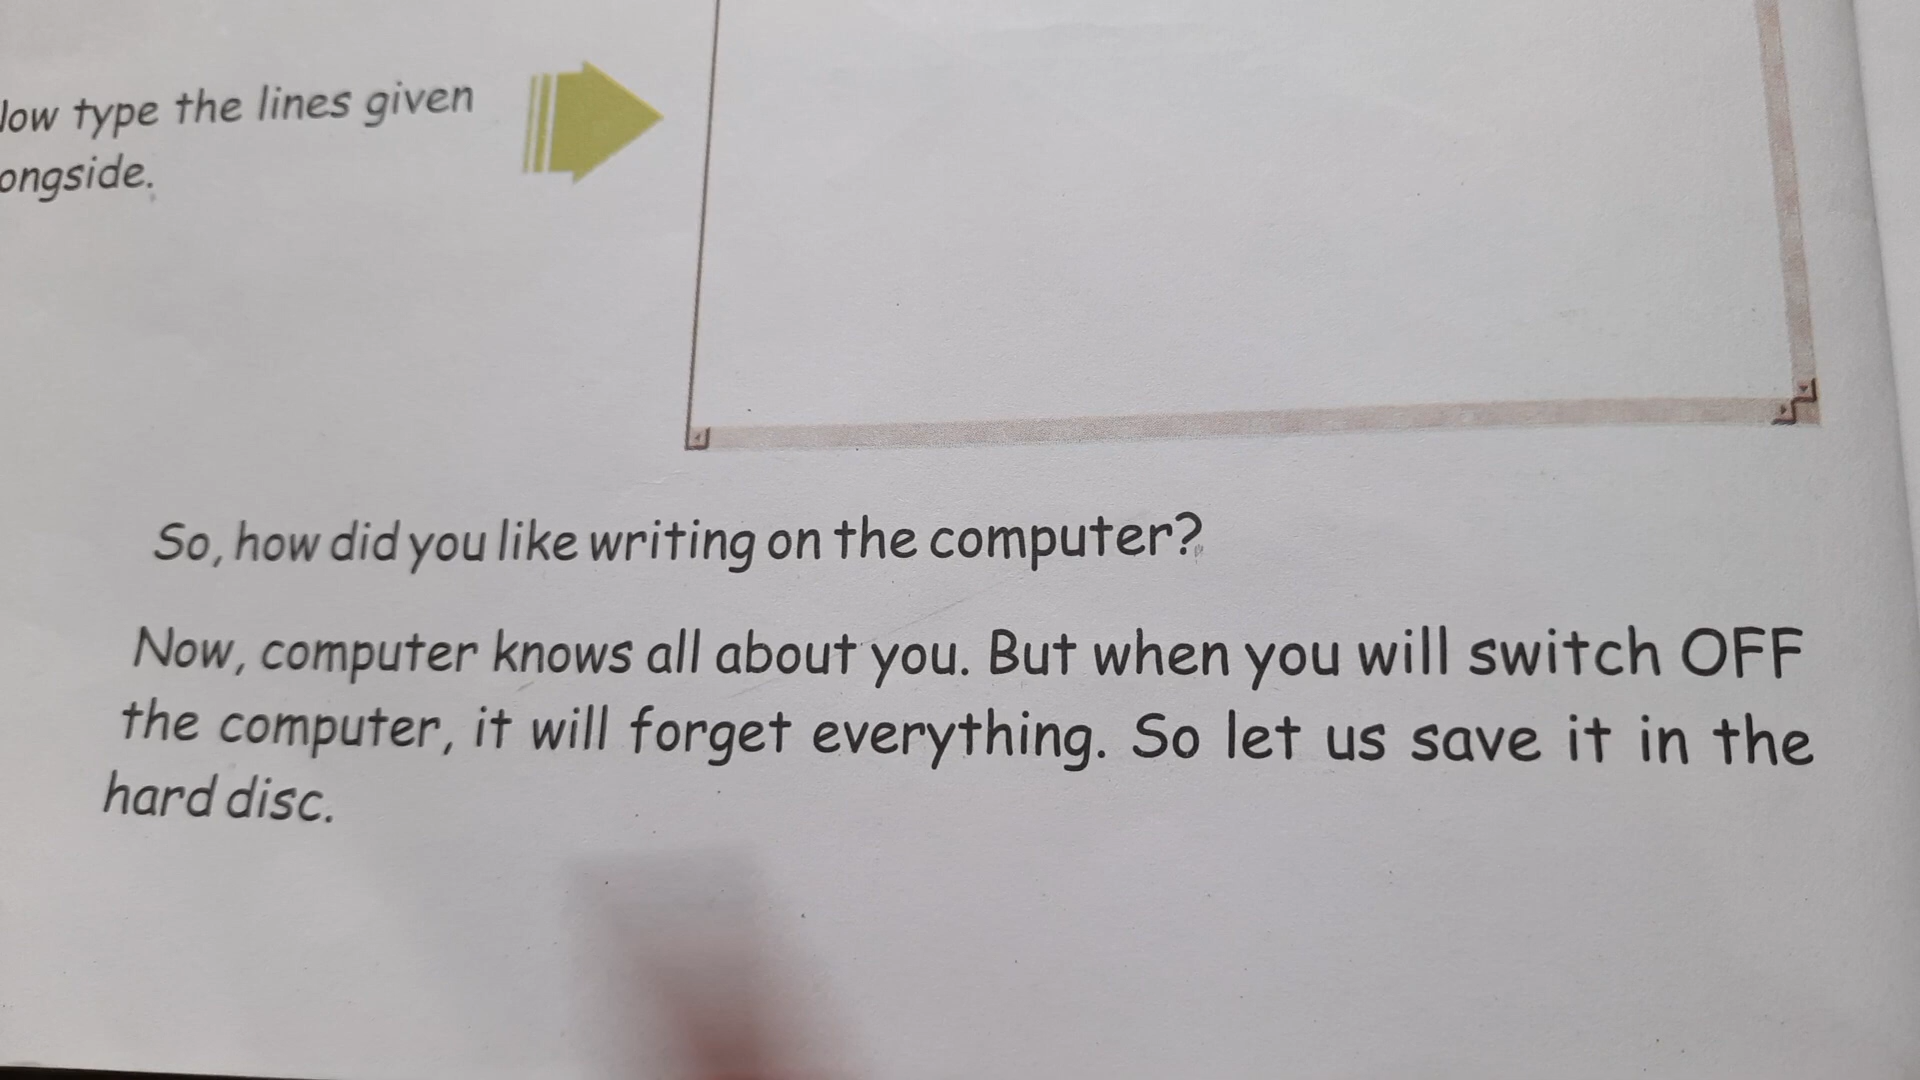 low type the lines given
ongside.
So, how did you like writing on the computer?
Now, computer knows all about you. But when you will switch OFF
the computer, it will forget everything. So let us save it in the
hard disc.